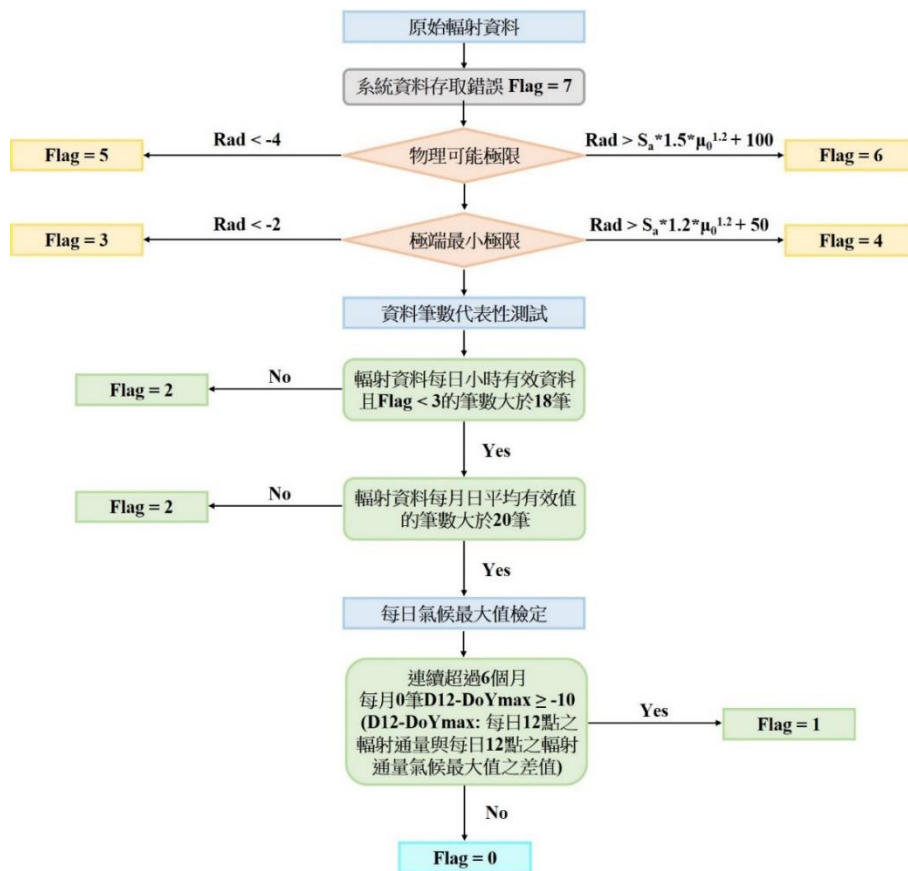 原始輻射資料
系統資料存取錯誤 Flag = 7
Rad < -4
Rad > Sₐ*1.5*μ₀¹·² + 100
Flag = 5
物理可能極限
Flag = 6
Rad < -2
Rad > Sₐ*1.2*μ₀¹·² + 50
Flag = 3
極端最小極限
Flag = 4
資料筆數代表性測試
No
輻射資料每日小時有效資料
且Flag < 3的筆數大於18筆
Flag = 2
Yes
No
輻射資料每月日平均有效值
的筆數大於20筆
Flag = 2
Yes
每日氣候最大值檢定
連續超過6個月
每月0筆D12-DoYmax ≥ -10
(D12-DoYmax: 每日12點之
輻射通量與每日12點之輻射
通量氣候最大值之差值)
Yes
Flag = 1
No
Flag = 0